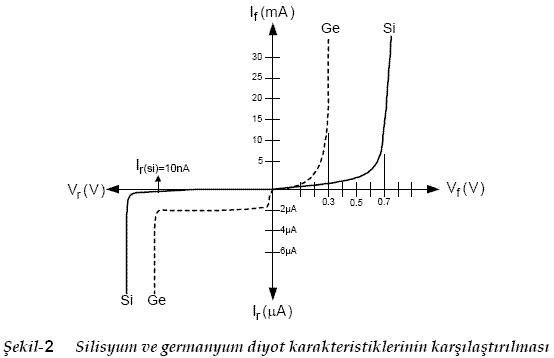 If(mA)
Ge Si
30
25
20
15
10
5
Ir(si)=10nA
Vr(V) Vf(V)
0.3 0.5 0.7
2µA
4µA
6µA
Si Ge
Ir(µA)
Şekil-2 Silisyum ve germanyum diyot karakteristiklerinin karşılaştırılması